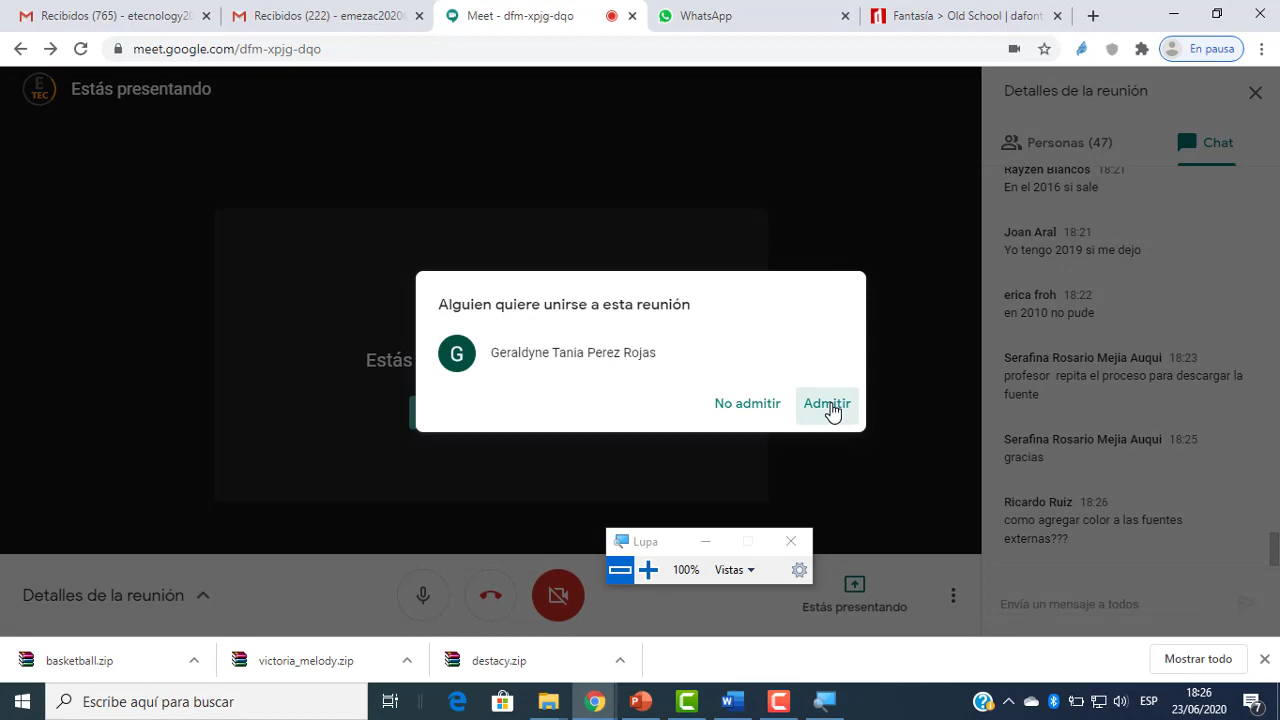 Recibidos (765) - etecnology.
Recibidos (222) - emezac2020
Meet - dfm-xpjg-dqo
WhatsApp
Fantasía > Old School | dafont
meet.google.com/dfm-xpjg-dqo
En pausa
E
TEC
Estás presentando
Detalles de la reunión
Personas (47)
Chat
Rayzen Blancos 18:21
En el 2016 si sale
Joan Aral 18:21
Yo tengo 2019 si me dejo
erica froh 18:22
en 2010 no pude
Serafina Rosario Mejia Auqui 18:23
profesor repita el proceso para descargar la
fuente
Serafina Rosario Mejia Auqui 18:25
gracias
Ricardo Ruiz 18:26
como agregar color a las fuentes
externas???
Envía un mensaje a todos
Alguien quiere unirse a esta reunión
G
Geraldyne Tania Perez Rojas
No admitir
Admitir
Estás
Lupa
100%
Vistas
Detalles de la reunión
Estás presentando
basketball.zip
victoria_melody.zip
destacy.zip
Mostrar todo
Escribe aquí para buscar
ESP
18:26
23/06/2020
7